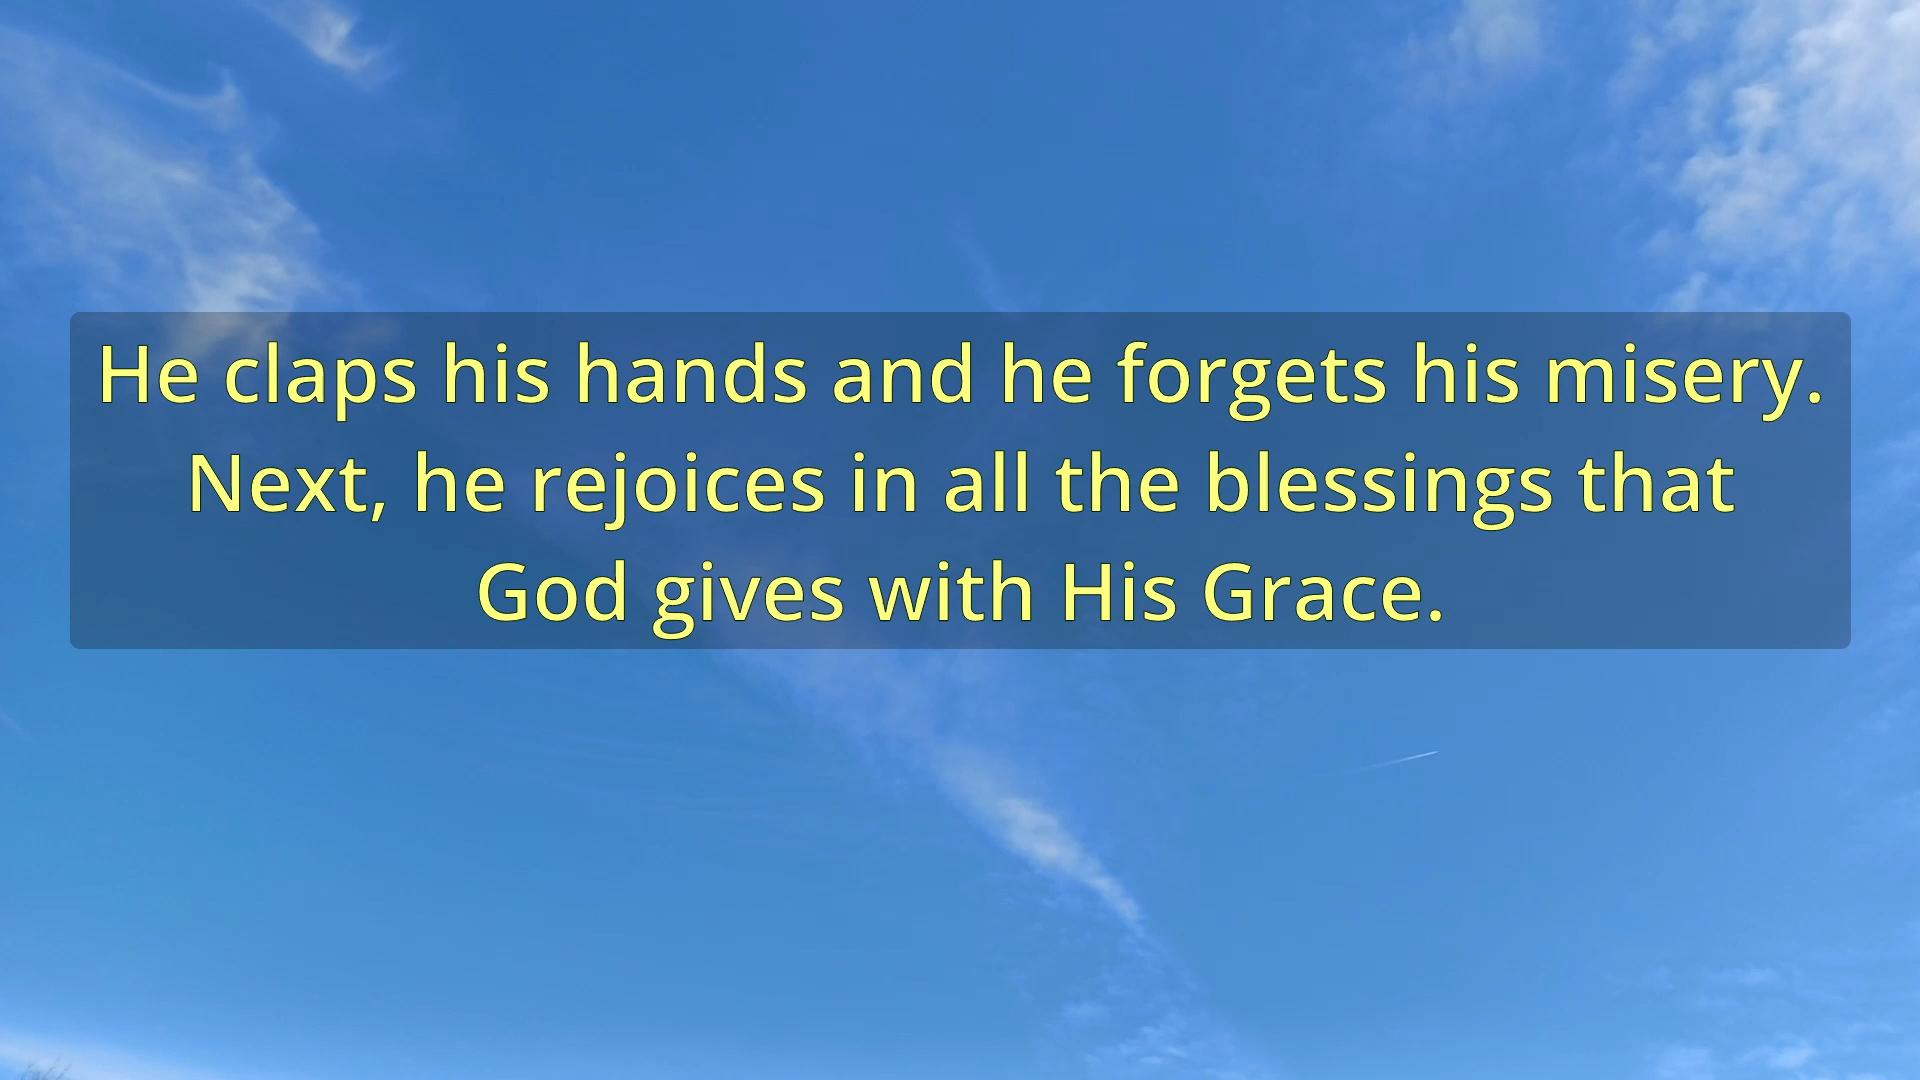 He claps his hands and he forgets his misery.
Next, he rejoices in all the blessings that
God gives with His Grace.